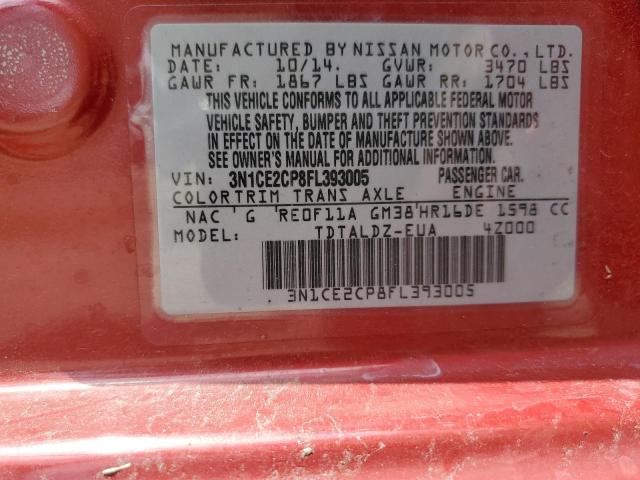 MANUFACTURED BY NISSAN MOTOR CO., LTD.
DATE: 10/14. GVWR: 3470 LBS
GAWR FR: 1867 LBS GAWR RR: 1704 LBS
THIS VEHICLE CONFORMS TO ALL APPLICABLE FEDERAL MOTOR
VEHICLE SAFETY, BUMPER AND THEFT PREVENTION STANDARDS
IN EFFECT ON THE DATE OF MANUFACTURE SHOWN ABOVE.
SEE OWNER'S MANUAL FOR ADDITIONAL INFORMATION.
VIN: 3N1CE2CP8FL393005 PASSENGER CAR.
COLORTRIM TRANS AXLE ENGINE
NAC 'G 'RE0F11A GM38'HR16DE 1598 CC
MODEL: TDTALDZ-EUA 4Z000
3N1CE2CP8FL393005